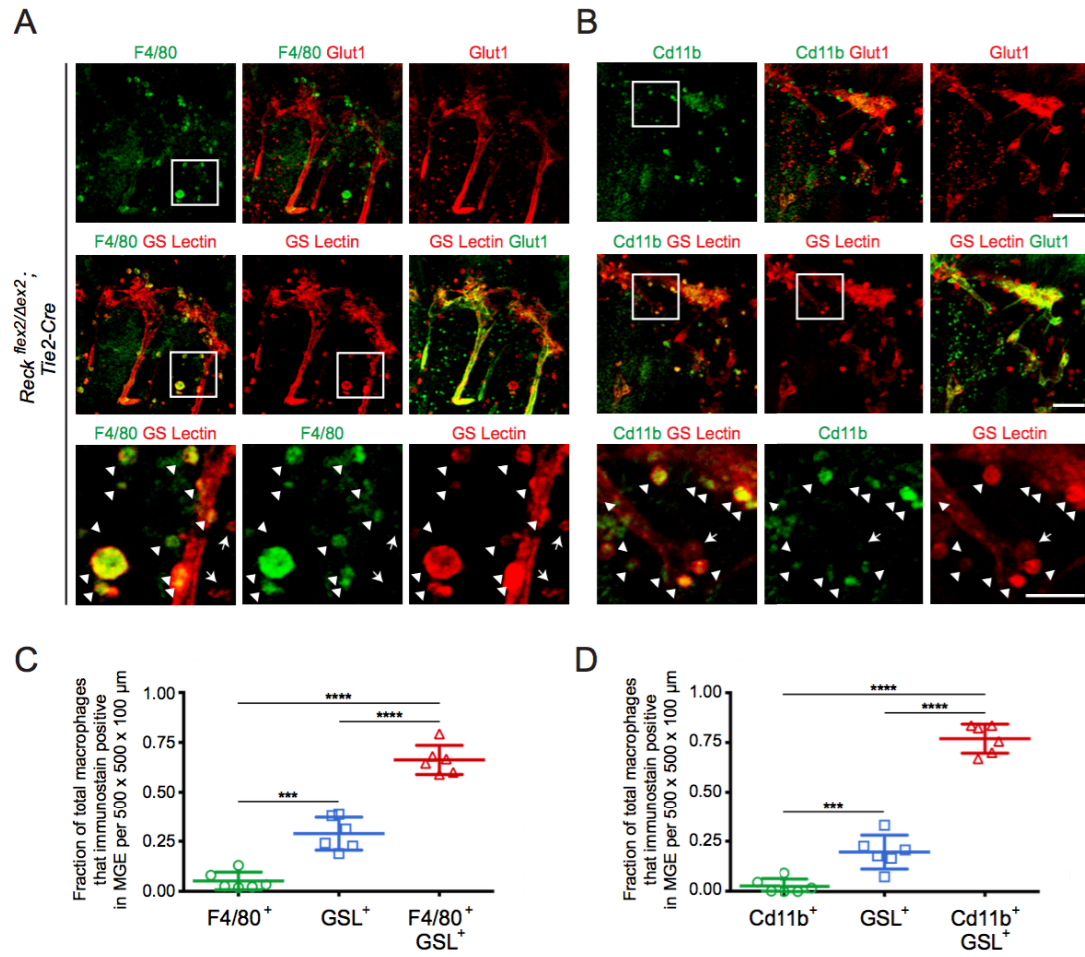 A
F4/80
F4/80 Glut1
Glut1
F4/80 GS Lectin
GS Lectin
GS Lectin Glut1
F4/80 GS Lectin
F4/80
GS Lectin
Reck flex2/Δex2;
Tie2-Cre
B
Cd11b
Cd11b Glut1
Glut1
Cd11b GS Lectin
GS Lectin
GS Lectin Glut1
Cd11b GS Lectin
Cd11b
GS Lectin
C
Fraction of total macrophages
that immunostain positive
in MGE per 500 x 500 x 100 µm
1.00
0.75
0.50
0.25
0.00
****
****
***
F4/80+
GSL+
F4/80+
GSL+
D
Fraction of total macrophages
that immunostain positive
in MGE per 500 x 500 x 100 µm
1.00
0.75
0.50
0.25
0.00
****
****
***
Cd11b+
GSL+
Cd11b+
GSL+